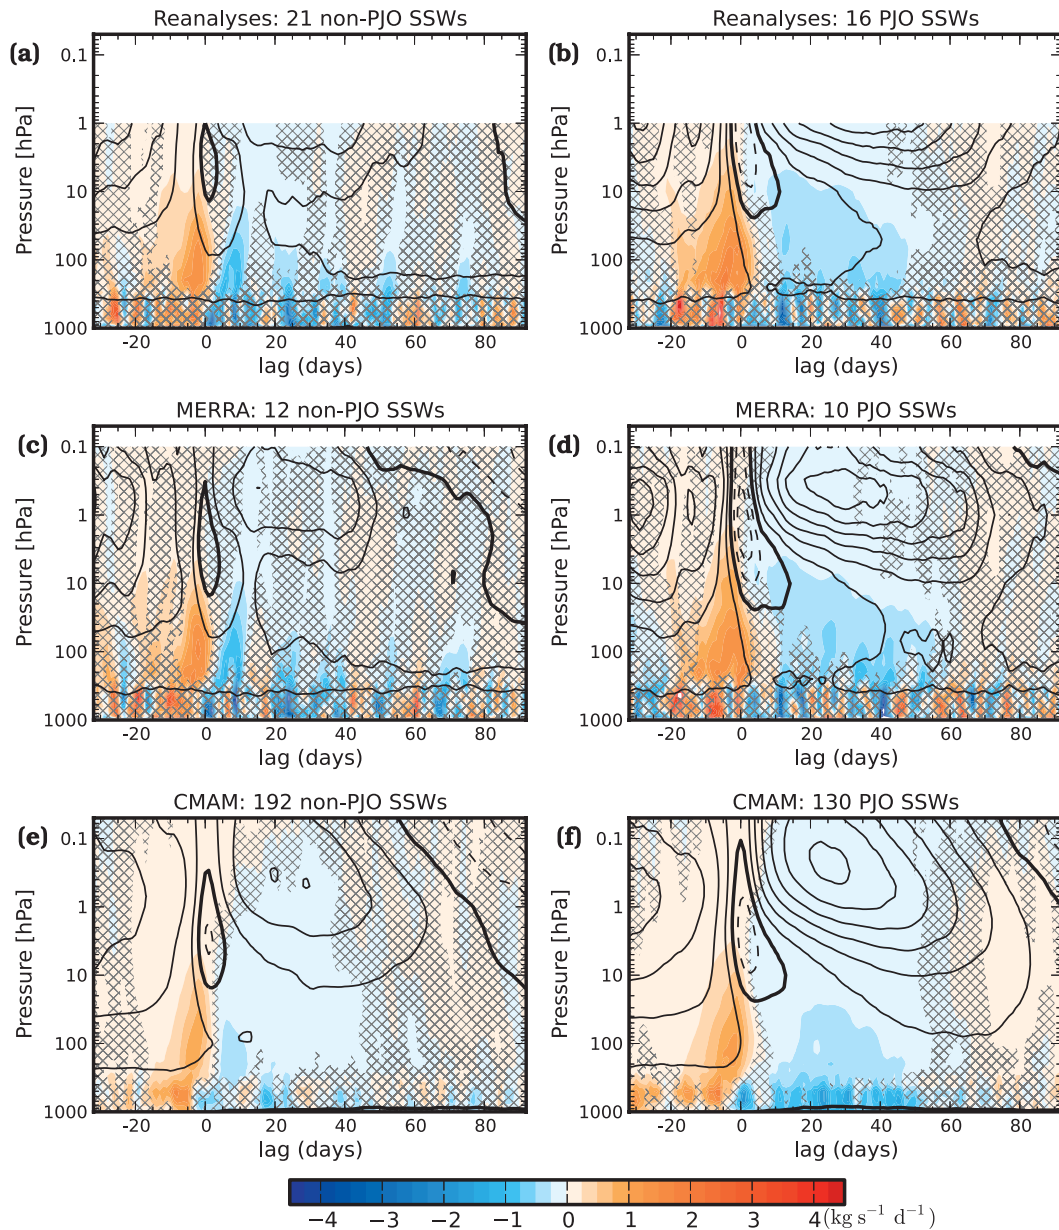 Reanalyses: 21 non-PJO SSWs
Reanalyses: 16 PJO SSWs
(a)
(b)
Pressure [hPa]
0.1
1
10
100
1000
Pressure [hPa]
0.1
1
10
100
1000
-20 0 20 40 60 80
-20 0 20 40 60 80
lag (days)
lag (days)
MERRA: 12 non-PJO SSWs
MERRA: 10 PJO SSWs
(c)
(d)
Pressure [hPa]
0.1
1
10
100
1000
Pressure [hPa]
0.1
1
10
100
1000
-20 0 20 40 60 80
-20 0 20 40 60 80
lag (days)
lag (days)
CMAM: 192 non-PJO SSWs
CMAM: 130 PJO SSWs
(e)
(f)
Pressure [hPa]
0.1
1
10
100
1000
Pressure [hPa]
0.1
1
10
100
1000
-20 0 20 40 60 80
-20 0 20 40 60 80
lag (days)
lag (days)
−4 −3 −2 −1 0 1 2 3 4 (kg s⁻¹ d⁻¹)